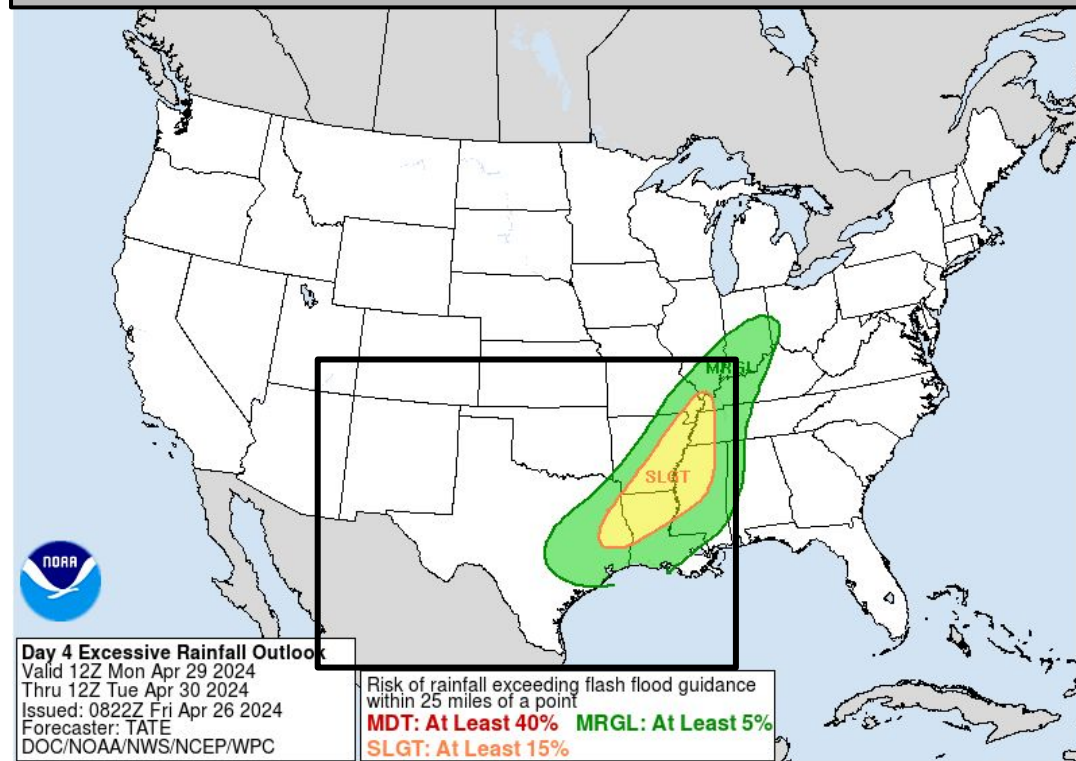 MRGL
SLGT
NOAA
Day 4 Excessive Rainfall Outlook
Valid 12Z Mon Apr 29 2024
Thru 12Z Tue Apr 30 2024
Issued: 0822Z Fri Apr 26 2024
Forecaster: TATE
DOC/NOAA/NWS/NCEP/WPC
Risk of rainfall exceeding flash flood guidance
within 25 miles of a point
MDT: At Least 40% MRGL: At Least 5%
SLGT: At Least 15%